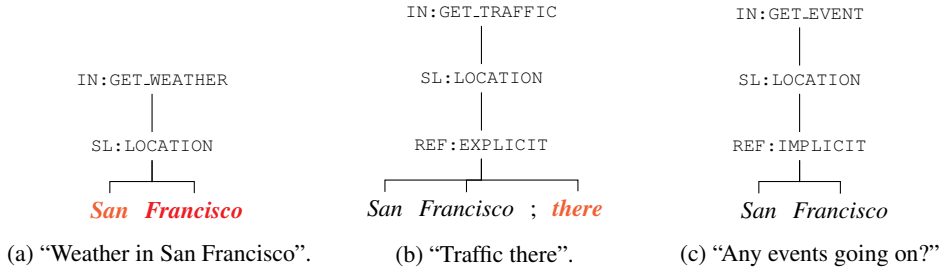 IN:GET_WEATHER
SL:LOCATION
San Francisco
(a) “Weather in San Francisco”.
IN:GET_TRAFFIC
SL:LOCATION
REF:EXPLICIT
San Francisco ; there
(b) “Traffic there”.
IN:GET_EVENT
SL:LOCATION
REF:IMPLICIT
San Francisco
(c) “Any events going on?”